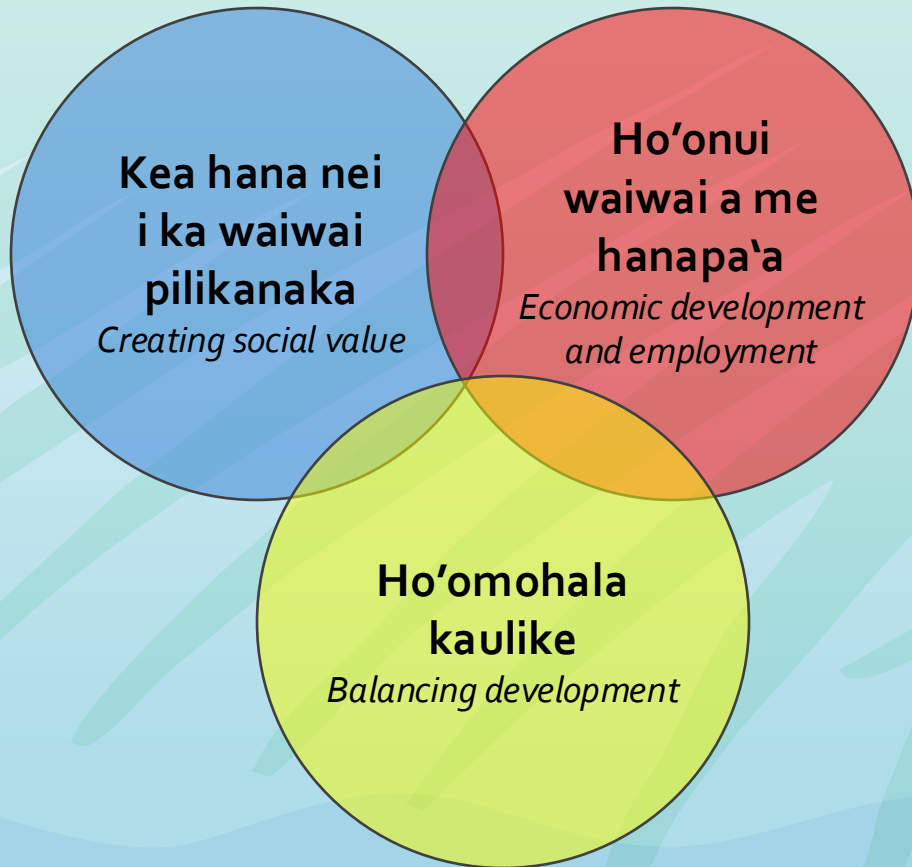 Kea hana nei
i ka waiwai
pilikanaka
Creating social value
Ho’onui
waiwai a me
hanapa‘a
Economic development
and employment
Ho’omohala
kaulike
Balancing development